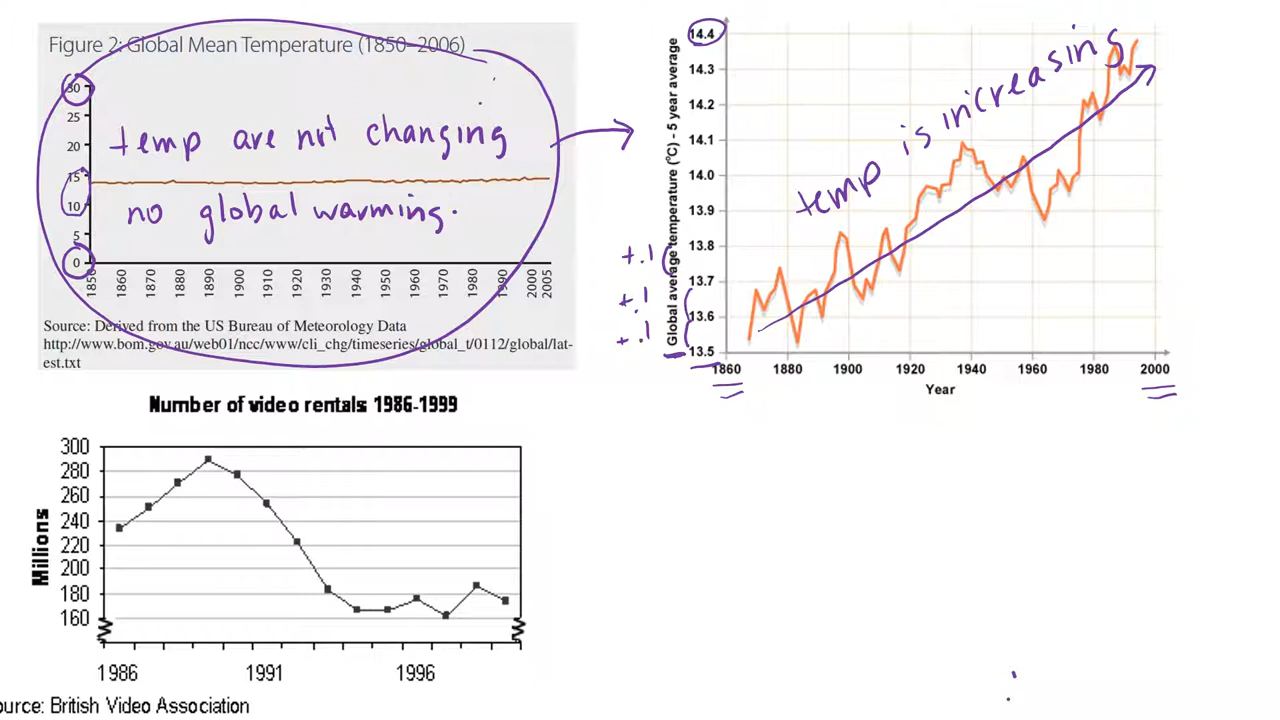 Figure 2: Global Mean Temperature (1850–2006)
30
25
20
15
10
5
0
temp are not changing
no global warming.
1850 1860 1870 1880 1890 1900 1910 1920 1930 1940 1950 1960 1970 1980 1990 2000 2005
Source: Derived from the US Bureau of Meteorology Data
http://www.bom.gov.au/web01/ncc/www/cli_chg/timeseries/global_t/0112/global/lat-
est.txt
Global average temperature (°C) - 5 year average
14.4
14.3
14.2
14.1
14.0
13.9
13.8
13.7
13.6
13.5
temp is increasing
+.1
+.1
+.1
1860 1880 1900 1920 1940 1960 1980 2000
Year
Number of video rentals 1986-1999
Millions
300
280
260
240
220
200
180
160
1986 1991 1996
ource: British Video Association